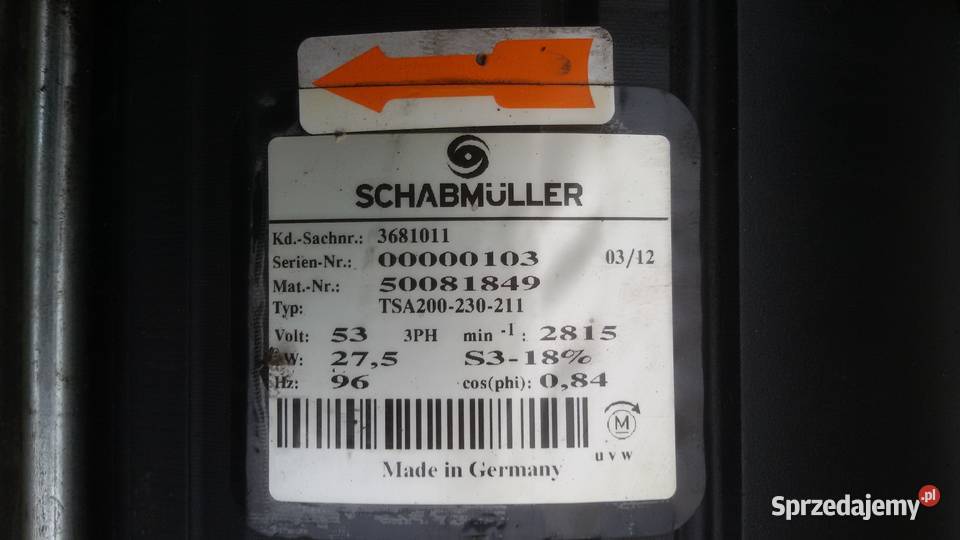 SCHABMÜLLER
Kd.-Sachnr.: 3681011
Serien-Nr.: 00000103 03/12
Mat.-Nr.: 50081849
Typ: TSA200-230-211
Volt: 53 3PH min -1 : 2815
W: 27,5 S3-18%
Hz: 96 cos(phi): 0,84
M
u v w
Made in Germany
Sprzedajemy.pl